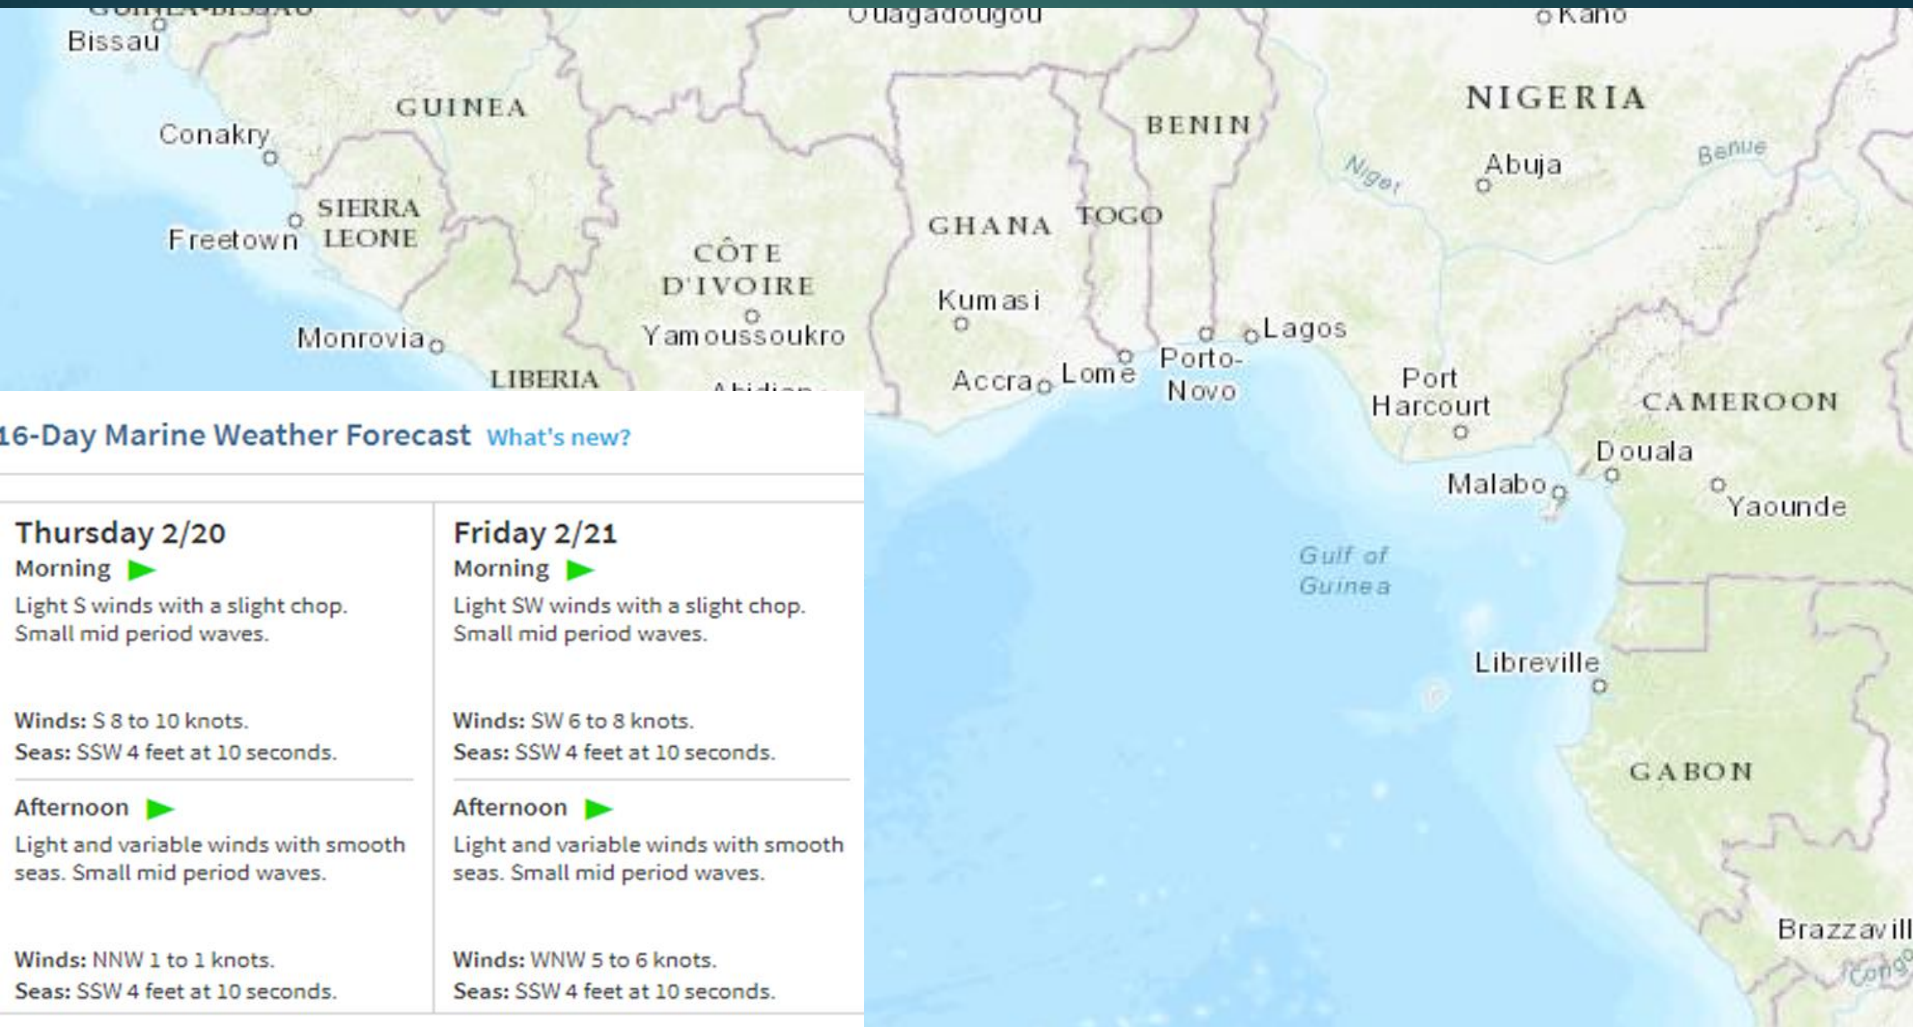 GUINEA-BISSAU
Bissau
Ouagadougou
Kano
GUINEA
NIGERIA
Conakry
BENIN
Niger
Abuja
Benue
SIERRA
LEONE
Freetown
GHANA
TOGO
CÔTE
D'IVOIRE
Kumasi
Yamoussoukro
Lagos
Monrovia
LIBERIA
Abidjan
Accra
Lome
Porto-
Novo
Port
Harcourt
CAMEROON
Douala
Malabo
Yaounde
Gulf of
Guinea
Libreville
GABON
Brazzavill
Congo
16-Day Marine Weather Forecast What's new?
Thursday 2/20
Morning
Light S winds with a slight chop.
Small mid period waves.
Winds: S 8 to 10 knots.
Seas: SSW 4 feet at 10 seconds.
Afternoon
Light and variable winds with smooth
seas. Small mid period waves.
Winds: NNW 1 to 1 knots.
Seas: SSW 4 feet at 10 seconds.
Friday 2/21
Morning
Light SW winds with a slight chop.
Small mid period waves.
Winds: SW 6 to 8 knots.
Seas: SSW 4 feet at 10 seconds.
Afternoon
Light and variable winds with smooth
seas. Small mid period waves.
Winds: WNW 5 to 6 knots.
Seas: SSW 4 feet at 10 seconds.